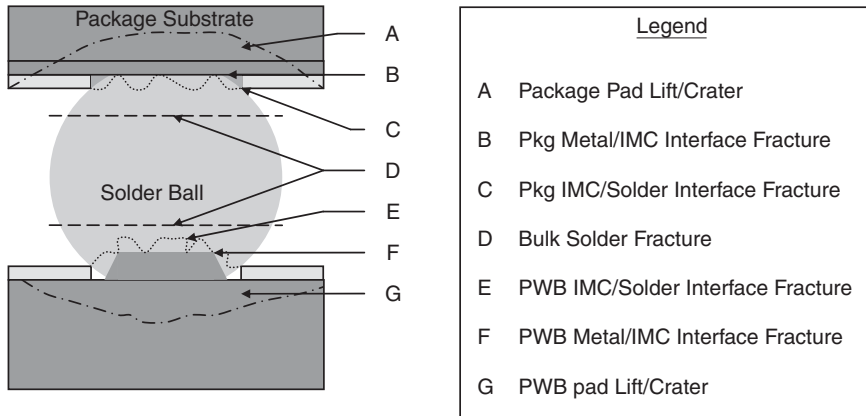 Package Substrate
Solder Ball
A
B
C
D
E
F
G
Legend
A Package Pad Lift/Crater
B Pkg Metal/IMC Interface Fracture
C Pkg IMC/Solder Interface Fracture
D Bulk Solder Fracture
E PWB IMC/Solder Interface Fracture
F PWB Metal/IMC Interface Fracture
G PWB pad Lift/Crater